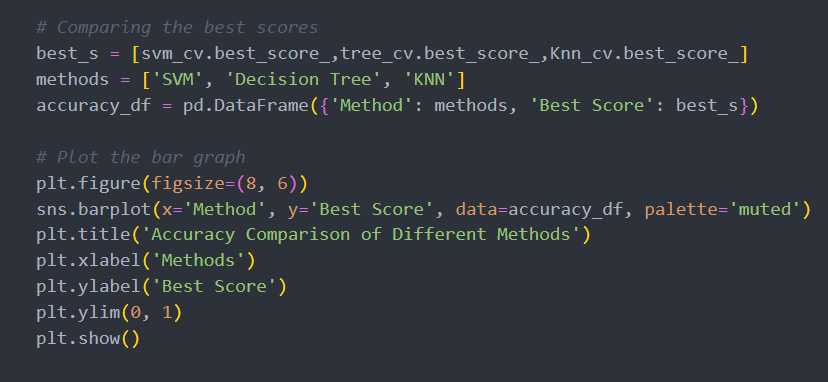 # Comparing the best scores
best_s = [svm_cv.best_score_,tree_cv.best_score_,Knn_cv.best_score_]
methods = ['SVM', 'Decision Tree', 'KNN']
accuracy_df = pd.DataFrame({'Method': methods, 'Best Score': best_s})
# Plot the bar graph
plt.figure(figsize=(8, 6))
sns.barplot(x='Method', y='Best Score', data=accuracy_df, palette='muted')
plt.title('Accuracy Comparison of Different Methods')
plt.xlabel('Methods')
plt.ylabel('Best Score')
plt.ylim(0, 1)
plt.show()